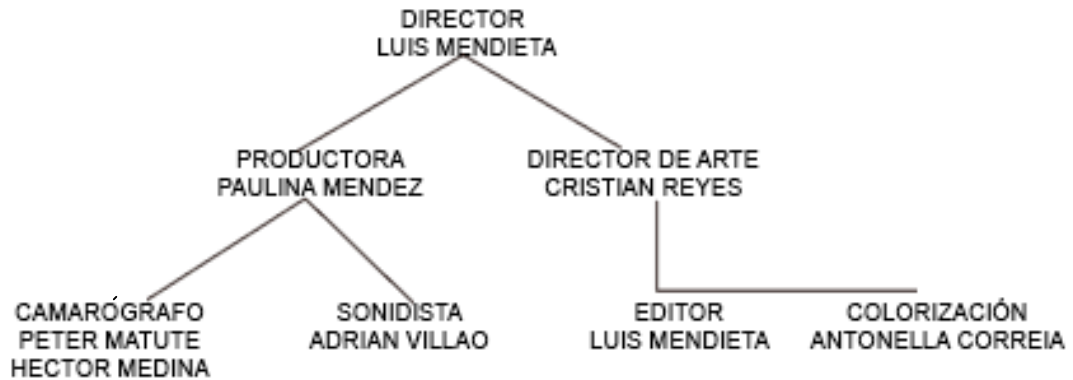 DIRECTOR
LUIS MENDIETA
PRODUCTORA
PAULINA MENDEZ
DIRECTOR DE ARTE
CRISTIAN REYES
CAMARÓGRAFO
PETER MATUTE
HECTOR MEDINA
SONIDISTA
ADRIAN VILLAO
EDITOR
LUIS MENDIETA
COLORIZACIÓN
ANTONELLA CORREIA